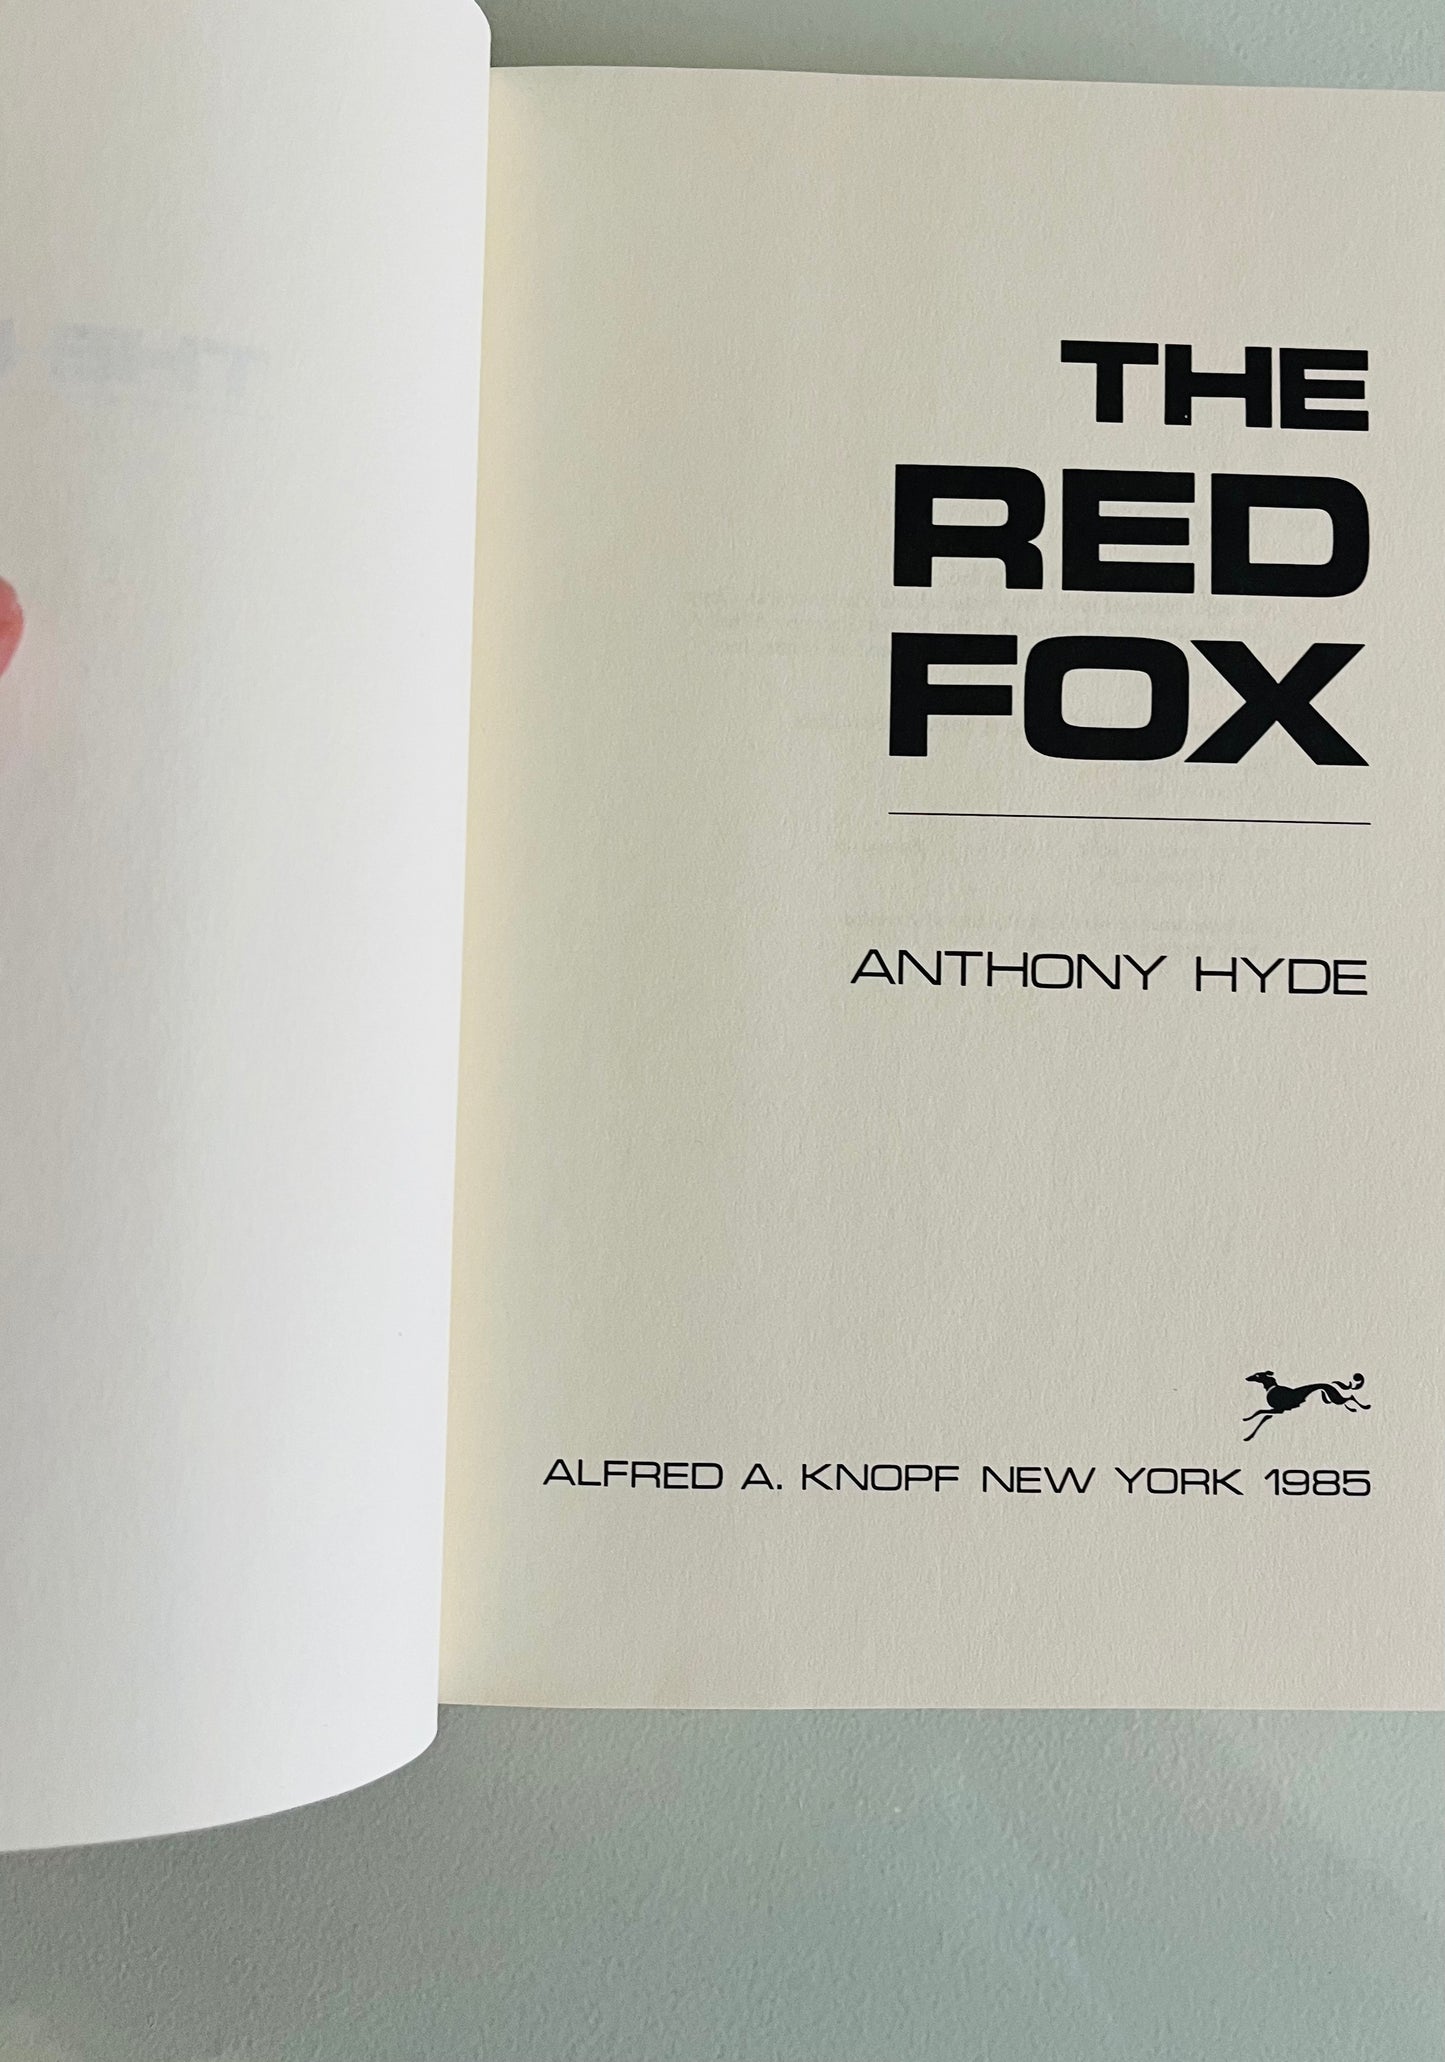 THE
RED
FOX
ANTHONY HYDE
ALFRED A. KNOPF NEW YORK 1985